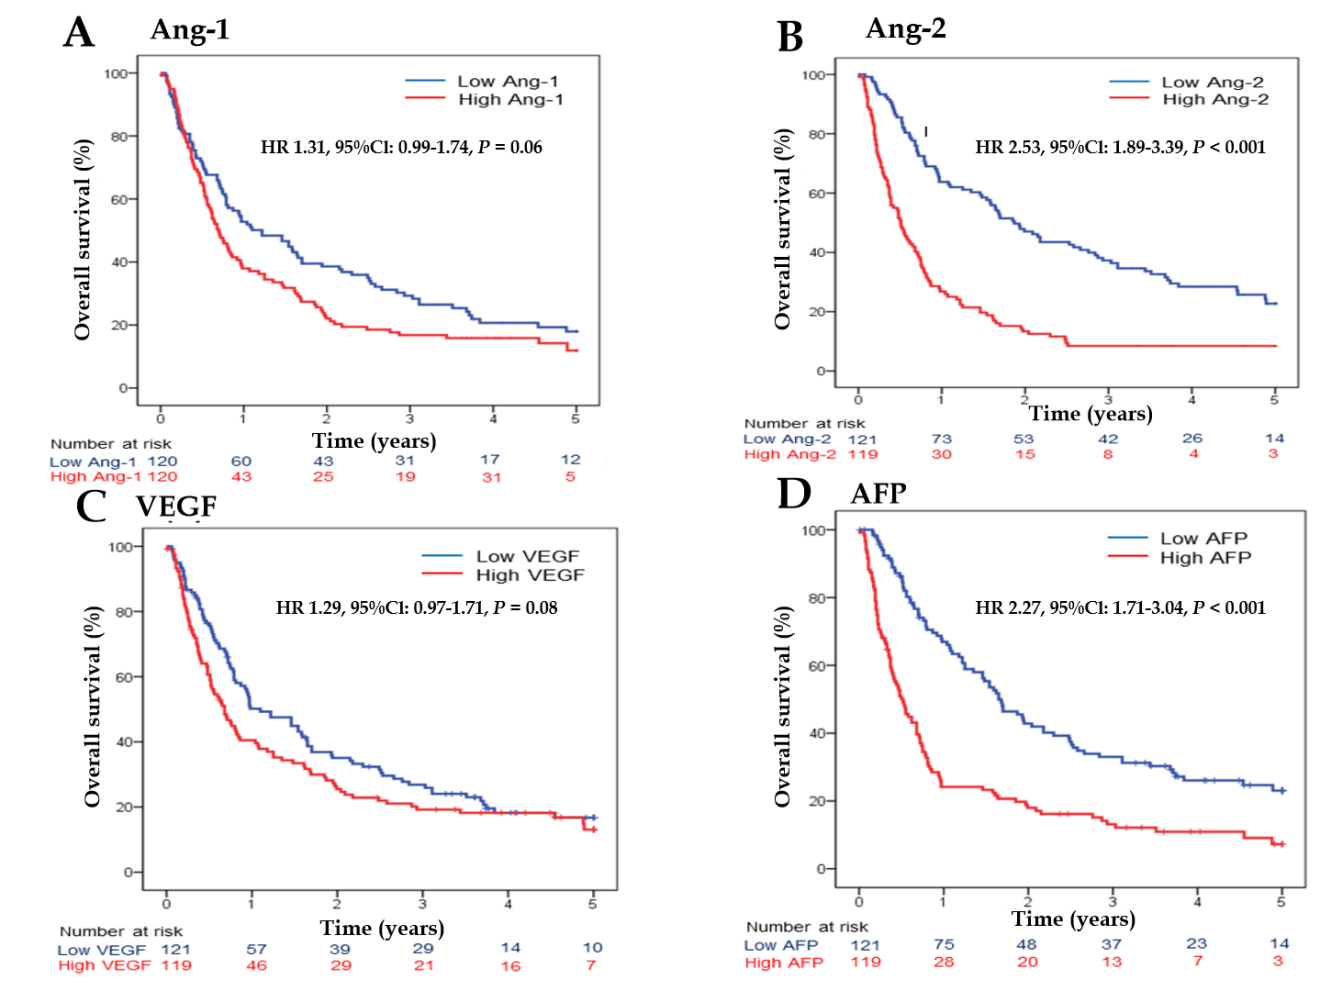 A Ang-1
100
80
60
40
20
0
Overall survival (%)
Low Ang-1
High Ang-1
HR 1.31, 95%CI: 0.99-1.74, P = 0.06
0 1 2 3 4 5
Time (years)
Number at risk
Low Ang-1 120 60 43 31 17 12
High Ang-1 120 43 25 19 31 5
B Ang-2
100
80
60
40
20
0
Overall survival (%)
Low Ang-2
High Ang-2
HR 2.53, 95%CI: 1.89-3.39, P < 0.001
0 1 2 3 4 5
Time (years)
Number at risk
Low Ang-2 121 73 53 42 26 14
High Ang-2 119 30 15 8 4 3
C VEGF
100
80
60
40
20
0
Overall survival (%)
Low VEGF
High VEGF
HR 1.29, 95%CI: 0.97-1.71, P = 0.08
0 1 2 3 4 5
Time (years)
Number at risk
Low VEGF 121 57 39 29 14 10
High VEGF 119 46 29 21 16 7
D AFP
100
80
60
40
20
0
Overall survival (%)
Low AFP
High AFP
HR 2.27, 95%CI: 1.71-3.04, P < 0.001
0 1 2 3 4 5
Time (years)
Number at risk
Low AFP 121 75 48 37 23 14
High AFP 119 28 20 13 7 3